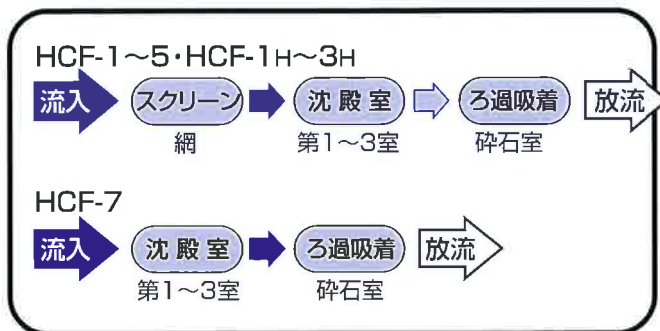 HCF-1～5･HCF-1H～3H
流入 スクリーン 沈殿室 ろ過吸着 放流
網 第1～3室 砕石室
HCF-7
流入 沈殿室 ろ過吸着 放流
第1～3室 砕石室